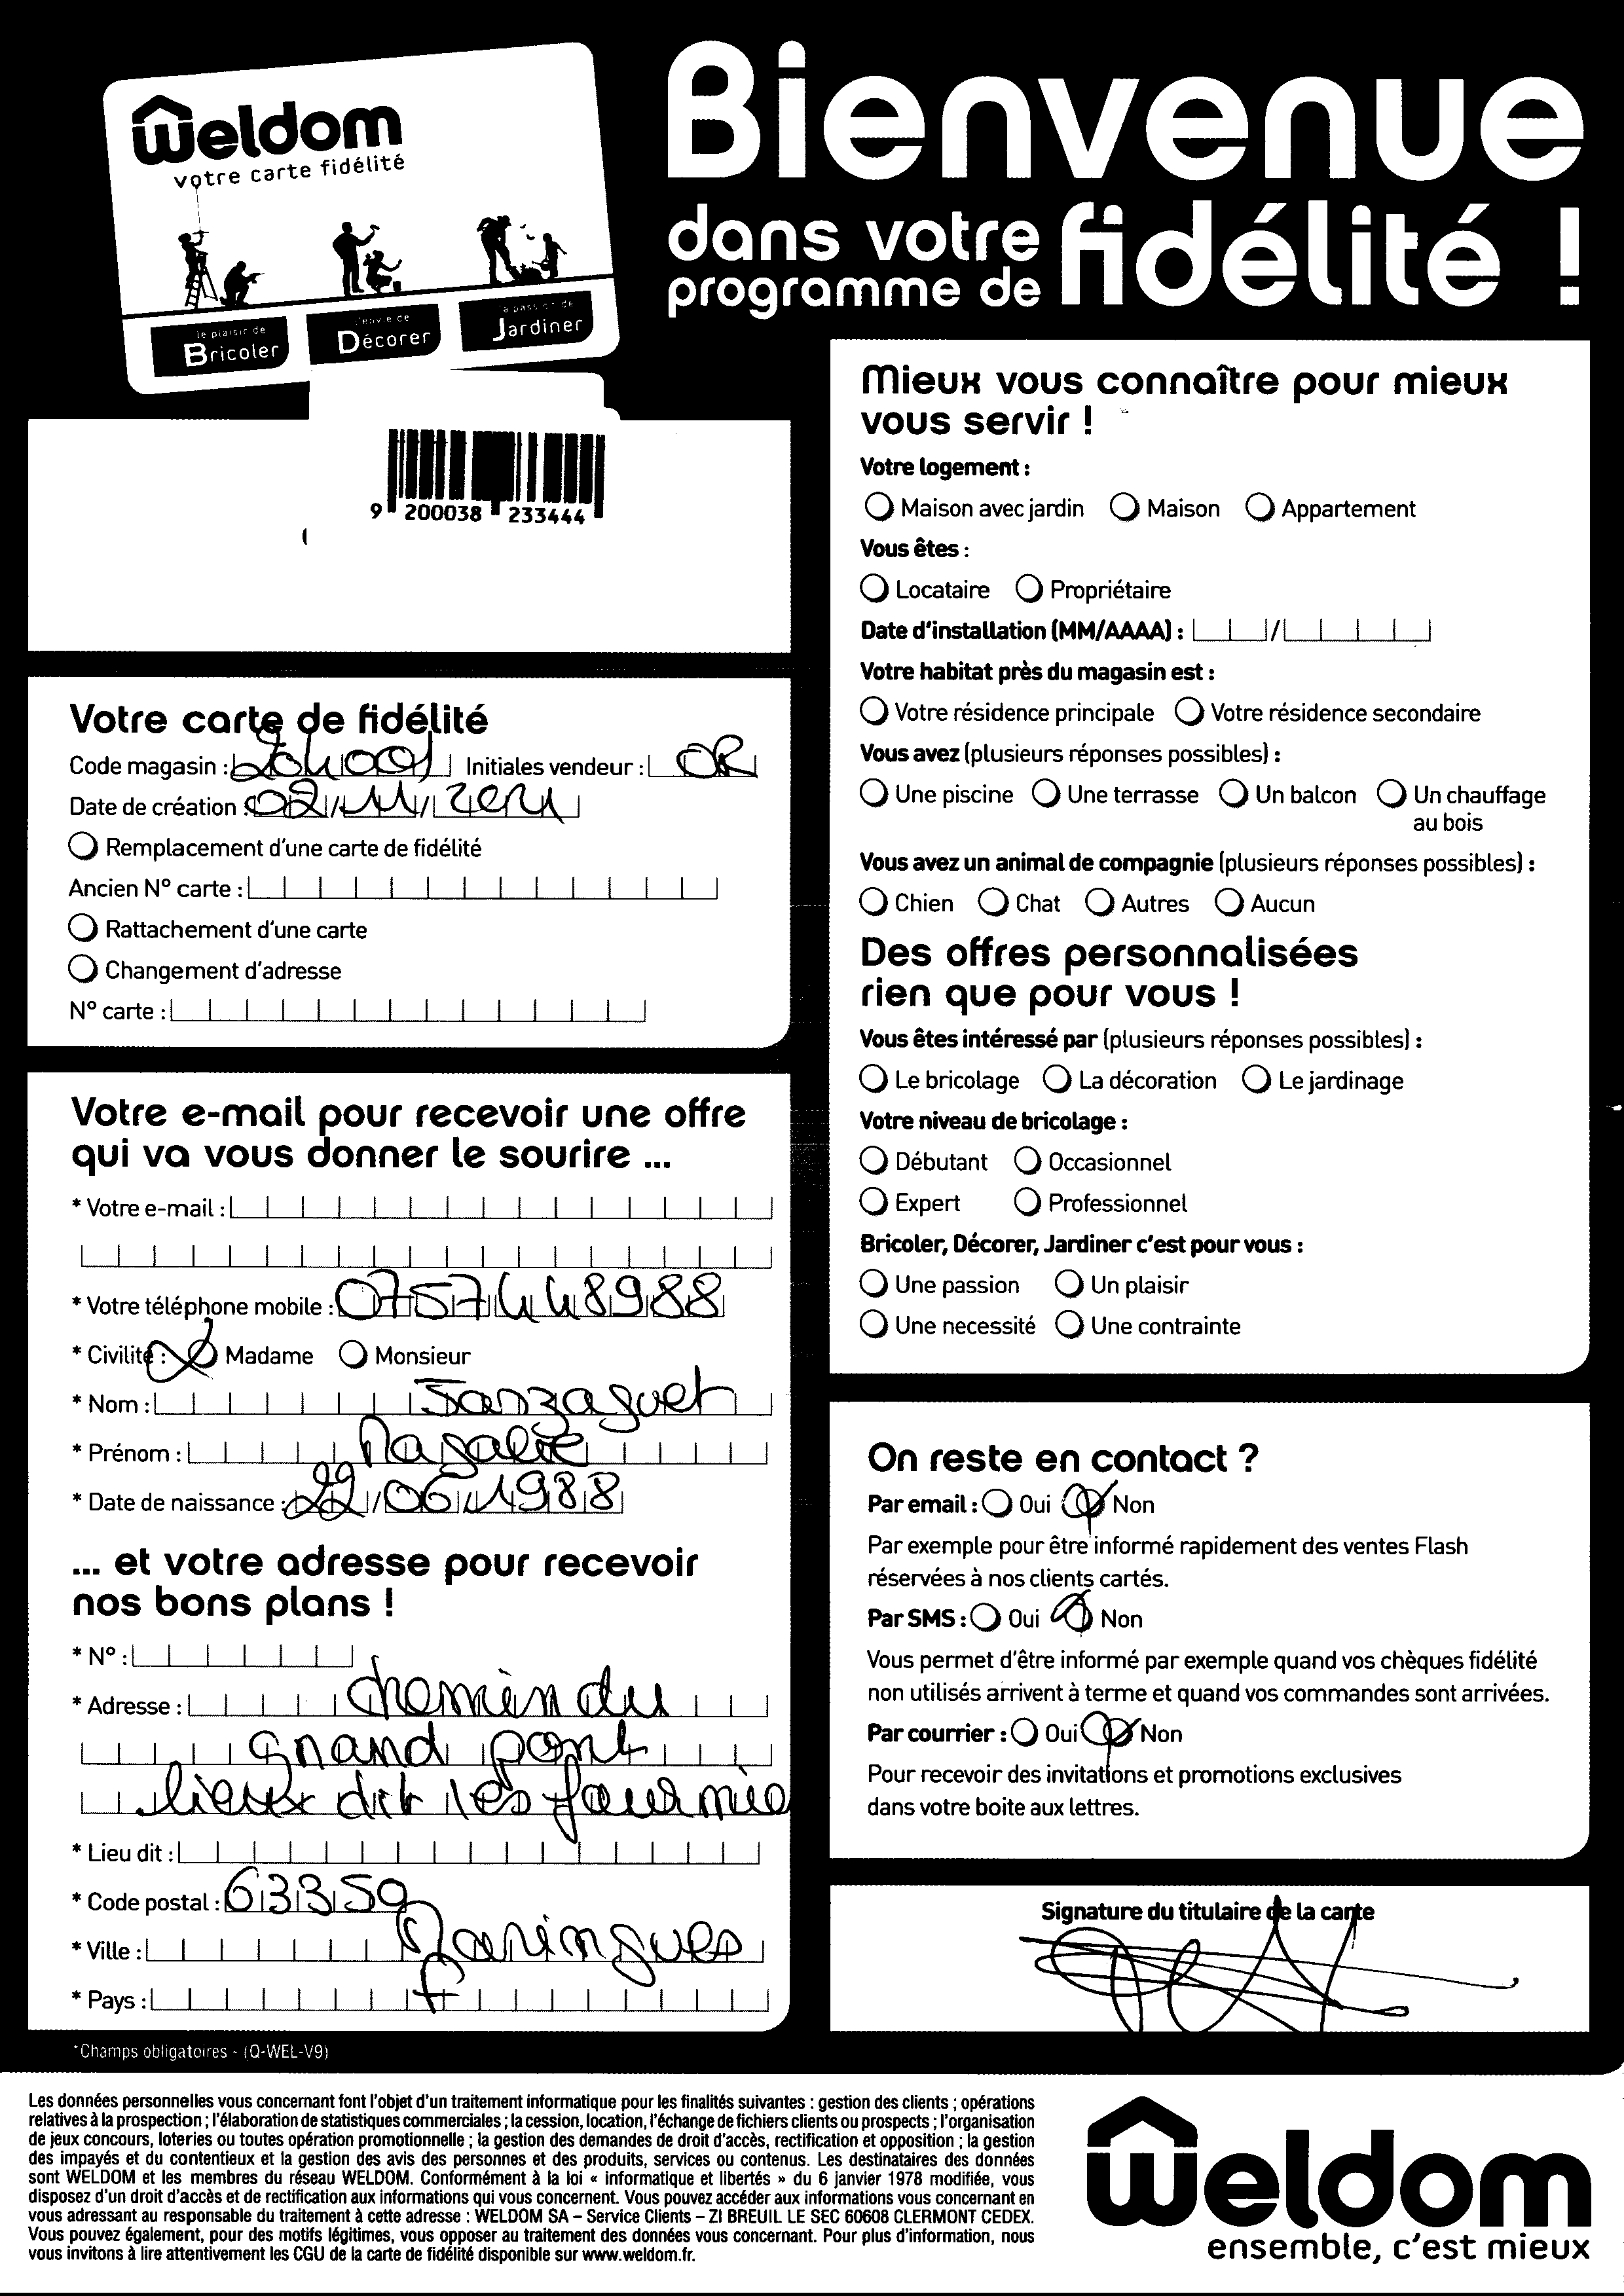 weldom
votre carte fidélité
le plaisir de
Bricoler
l'envie de
Décorer
la passion de
Jardiner
Bienvenue
dans votre
programme de
fidélité !
9 200038 233444
Votre carte de fidélité
Code magasin : Initiales vendeur : OR
Date de création : 02/11/2021
Remplacement d'une carte de fidélité
Ancien N° carte :
Rattachement d'une carte
Changement d'adresse
N° carte :
Votre e-mail pour recevoir une offre
qui va vous donner le sourire ...
* Votre e-mail :
* Votre téléphone mobile : 0757448988
* Civilité : Madame Monsieur
* Nom : Sanzaguet
* Prénom : Magalie
* Date de naissance : 22/06/1988
... et votre adresse pour recevoir
nos bons plans !
* N° :
* Adresse : chemin du
grand pont
lieux dit les fourmie
* Lieu dit :
* Code postal : 63350
* Ville : Maringues
* Pays : F
*Champs obligatoires - (Q-WEL-V9)
Mieux vous connaître pour mieux
vous servir !
Votre logement :
Maison avec jardin Maison Appartement
Vous êtes :
Locataire Propriétaire
Date d'installation (MM/AAAA) : /
Votre habitat près du magasin est :
Votre résidence principale Votre résidence secondaire
Vous avez (plusieurs réponses possibles) :
Une piscine Une terrasse Un balcon Un chauffage
au bois
Vous avez un animal de compagnie (plusieurs réponses possibles) :
Chien Chat Autres Aucun
Des offres personnalisées
rien que pour vous !
Vous êtes intéressé par (plusieurs réponses possibles) :
Le bricolage La décoration Le jardinage
Votre niveau de bricolage :
Débutant Occasionnel
Expert Professionnel
Bricoler, Décorer, Jardiner c'est pour vous :
Une passion Un plaisir
Une necessité Une contrainte
On reste en contact ?
Par email : Oui Non
Par exemple pour être informé rapidement des ventes Flash
réservées à nos clients cartés.
Par SMS : Oui Non
Vous permet d'être informé par exemple quand vos chèques fidélité
non utilisés arrivent à terme et quand vos commandes sont arrivées.
Par courrier : Oui Non
Pour recevoir des invitations et promotions exclusives
dans votre boite aux lettres.
Signature du titulaire de la carte
Les données personnelles vous concernant font l'objet d'un traitement informatique pour les finalités suivantes : gestion des clients ; opérations
relatives à la prospection ; l'élaboration de statistiques commerciales ; la cession, location, l'échange de fichiers clients ou prospects ; l'organisation
de jeux concours, loteries ou toutes opération promotionnelle ; la gestion des demandes de droit d'accès, rectification et opposition ; la gestion
des impayés et du contentieux et la gestion des avis des personnes et des produits, services ou contenus. Les destinataires des données
sont WELDOM et les membres du réseau WELDOM. Conformément à la loi « informatique et libertés » du 6 janvier 1978 modifiée, vous
disposez d'un droit d'accès et de rectification aux informations qui vous concernent. Vous pouvez accéder aux informations vous concernant en
vous adressant au responsable du traitement à cette adresse : WELDOM SA – Service Clients – ZI BREUIL LE SEC 60608 CLERMONT CEDEX.
Vous pouvez également, pour des motifs légitimes, vous opposer au traitement des données vous concernant. Pour plus d'information, nous
vous invitons à lire attentivement les CGU de la carte de fidélité disponible sur www.weldom.fr.
weldom
ensemble, c'est mieux